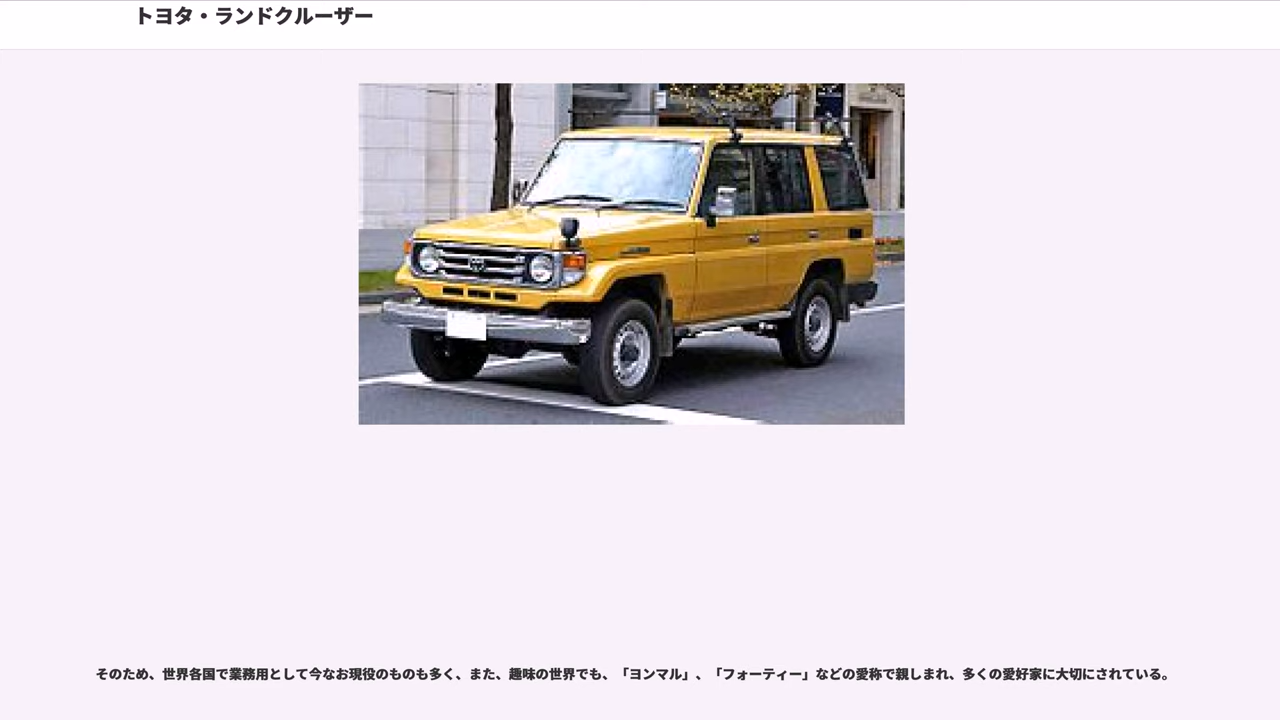 トヨタ・ランドクルーザー
そのため、世界各国で業務用として今なお現役のものも多く、また、趣味の世界でも、「ヨンマル」、「フォーティー」などの愛称で親しまれ、多くの愛好家に大切にされている。